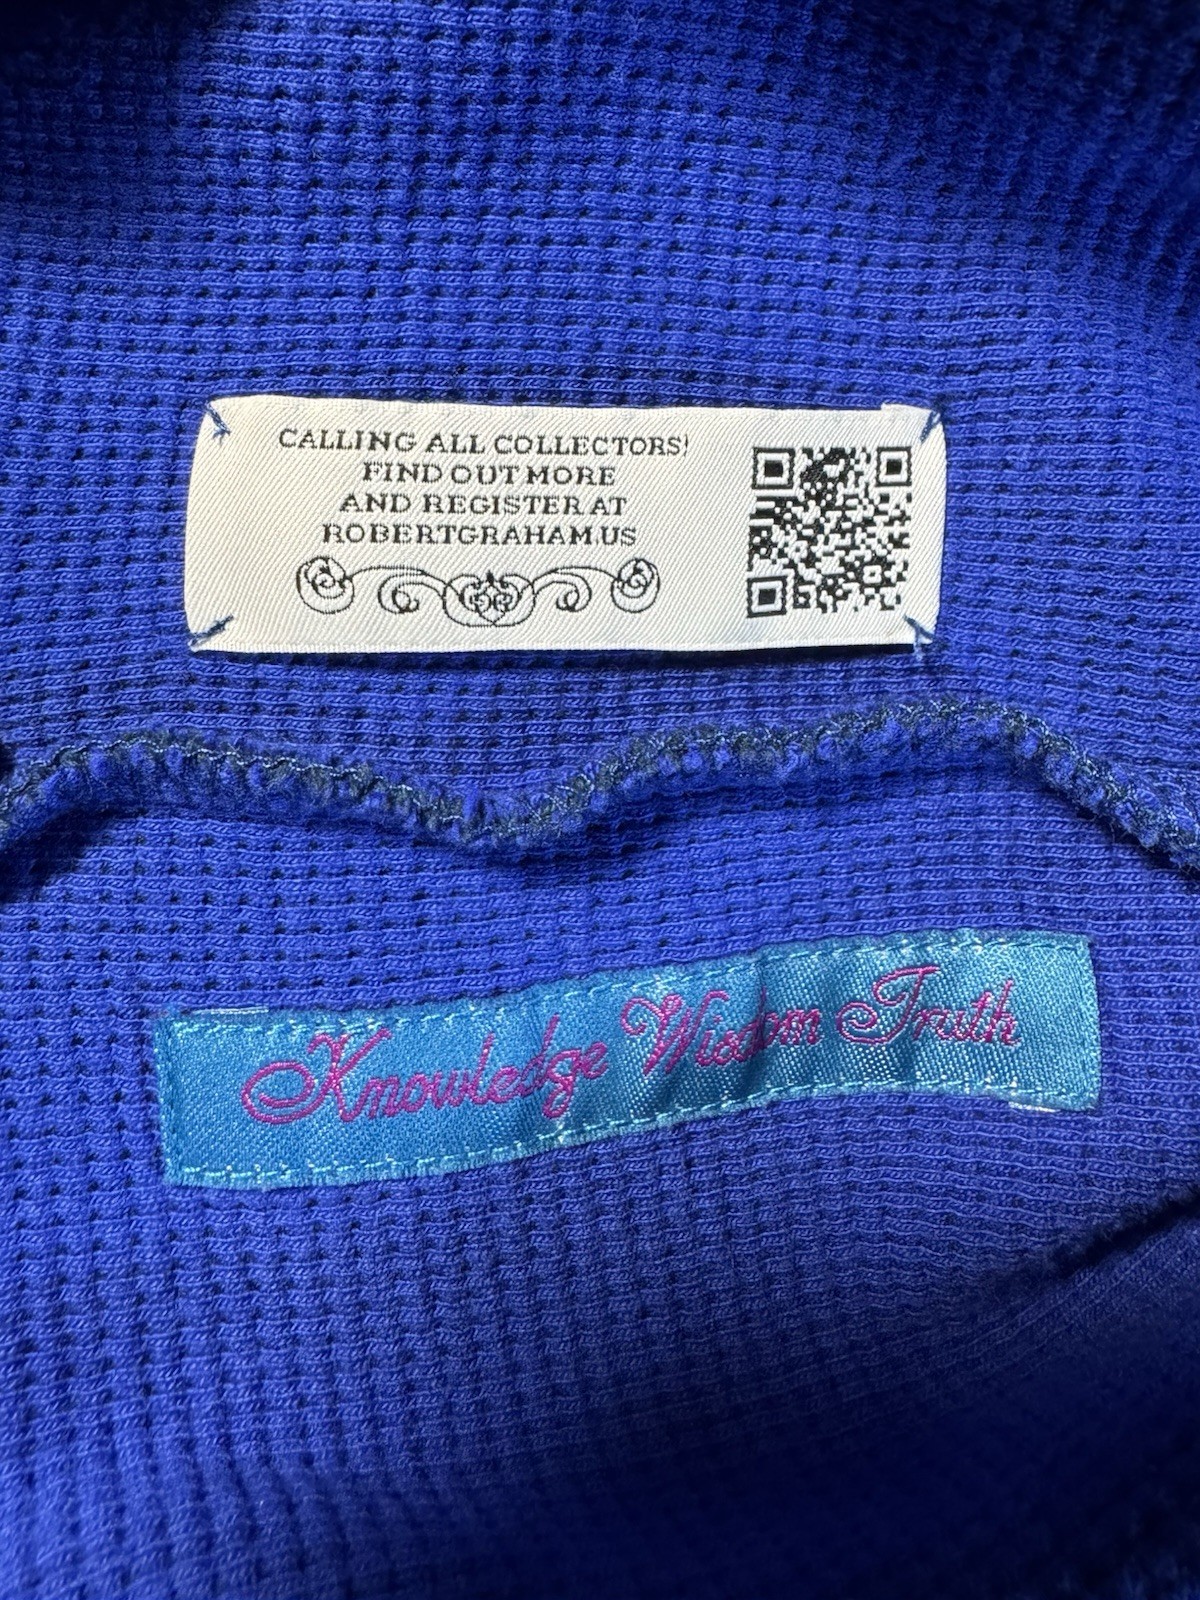 CALLING ALL COLLECTORS!
FIND OUT MORE
AND REGISTER AT
ROBERTGRAHAM.US
Knowledge Wisdom Truth